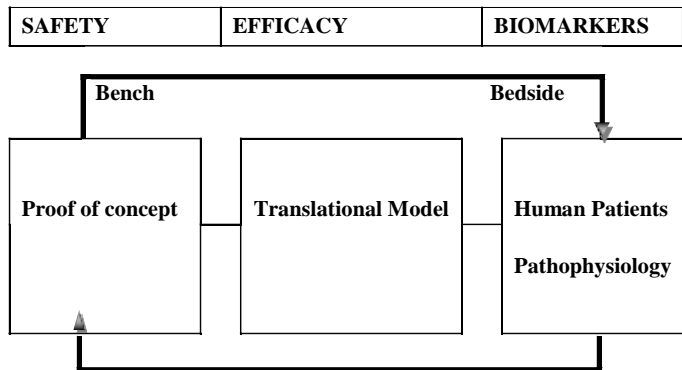 SAFETY EFFICACY BIOMARKERS
Bench Bedside
Proof of concept Translational Model Human Patients
Pathophysiology